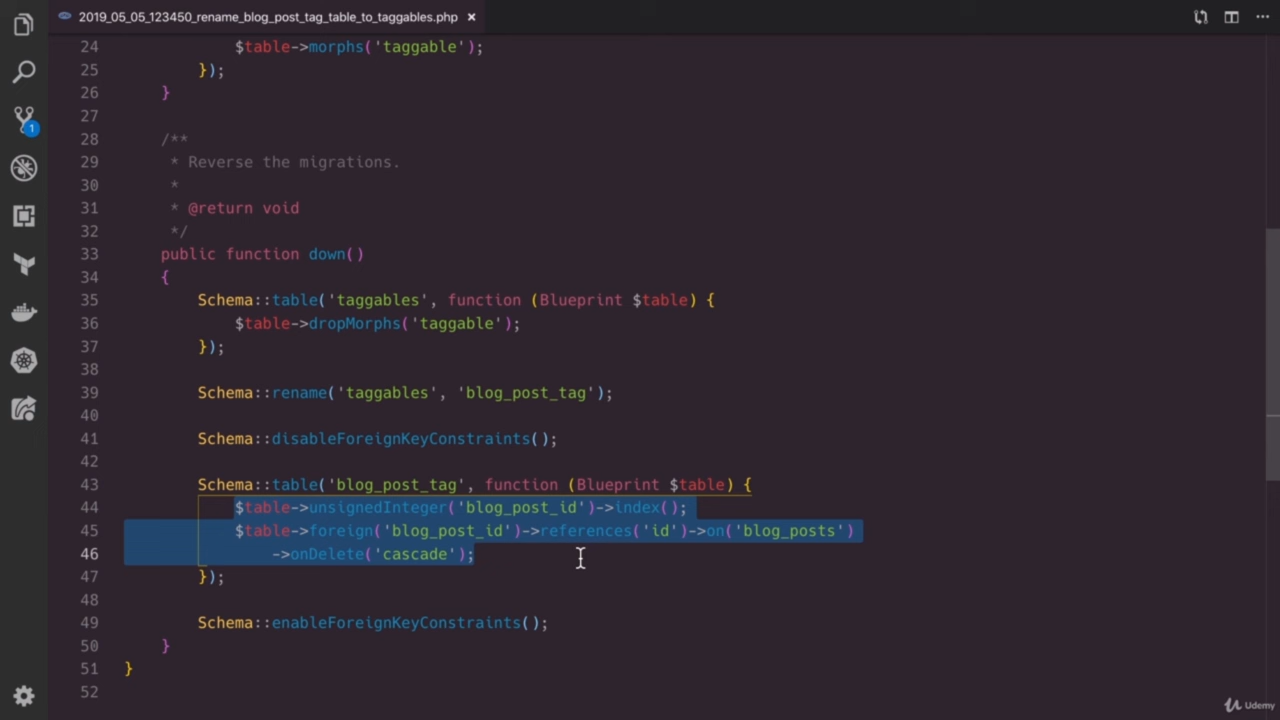 2019_05_05_123450_rename_blog_post_tag_table_to_taggables.php
24 $table->morphs('taggable');
25 });
26 }
27
28 /**
29 * Reverse the migrations.
30 *
31 * @return void
32 */
33 public function down()
34 {
35 Schema::table('taggables', function (Blueprint $table) {
36 $table->dropMorphs('taggable');
37 });
38
39 Schema::rename('taggables', 'blog_post_tag');
40
41 Schema::disableForeignKeyConstraints();
42
43 Schema::table('blog_post_tag', function (Blueprint $table) {
44 $table->unsignedInteger('blog_post_id')->index();
45 $table->foreign('blog_post_id')->references('id')->on('blog_posts')
46 ->onDelete('cascade');
47 });
48
49 Schema::enableForeignKeyConstraints();
50 }
51 }
52
1
Udemy